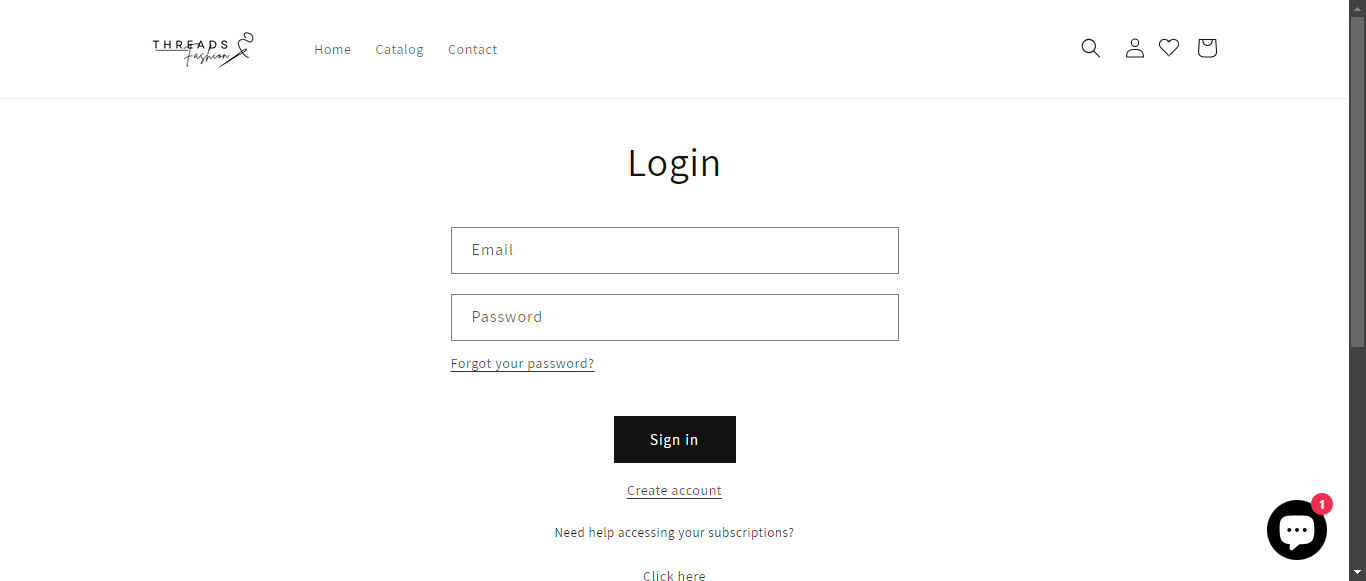 THREADS
Fashion
Home
Catalog
Contact
Login
Email
Password
Forgot your password?
Sign in
Create account
Need help accessing your subscriptions?
Click here
1